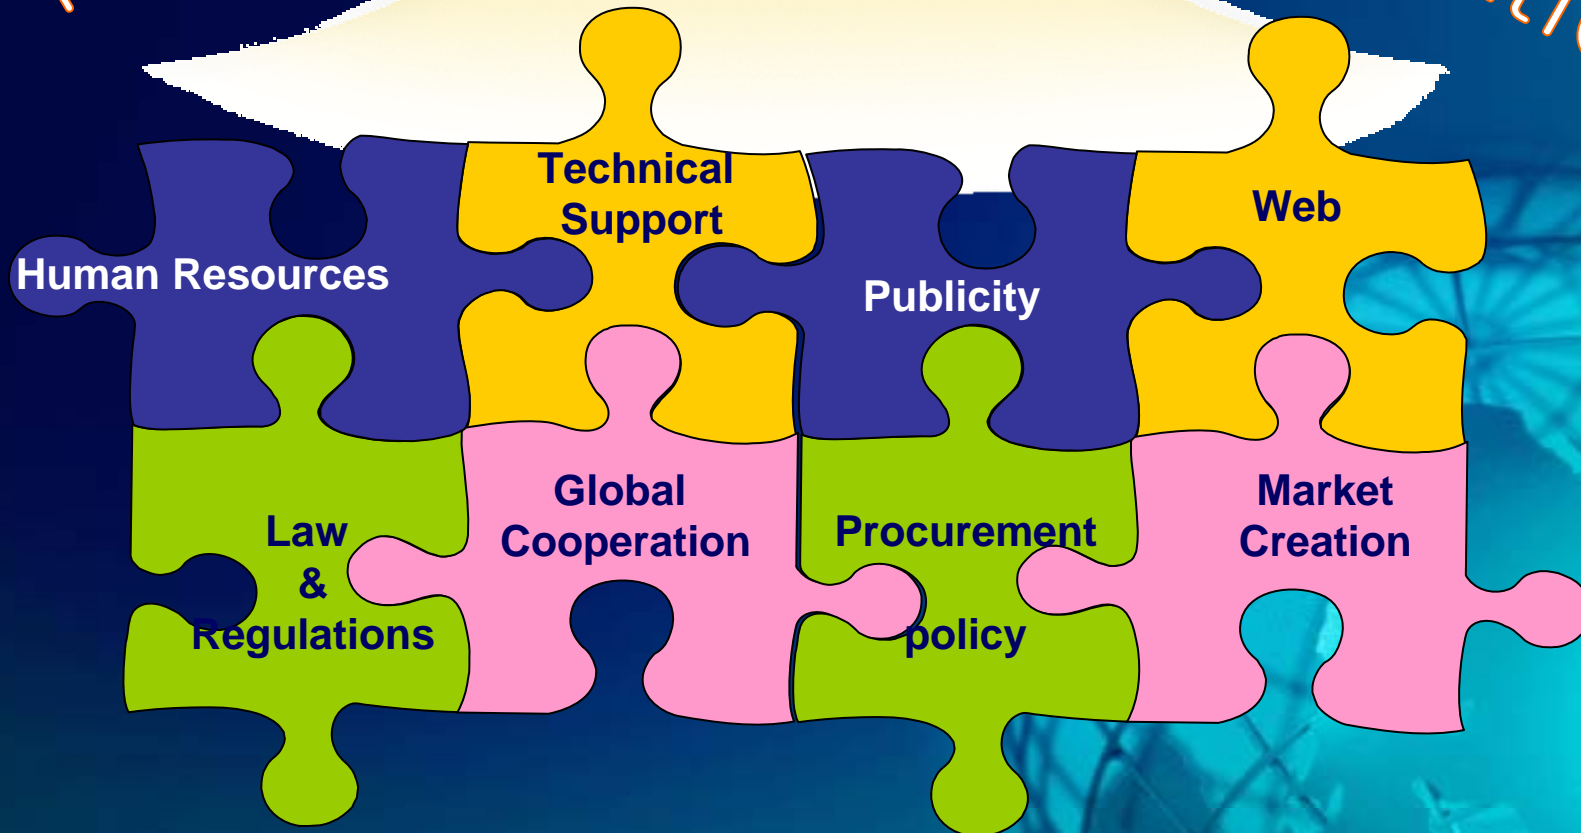 Technical
Support
Web
Human Resources
Publicity
Law
&
Regulations
Global
Cooperation
Procurement
policy
Market
Creation